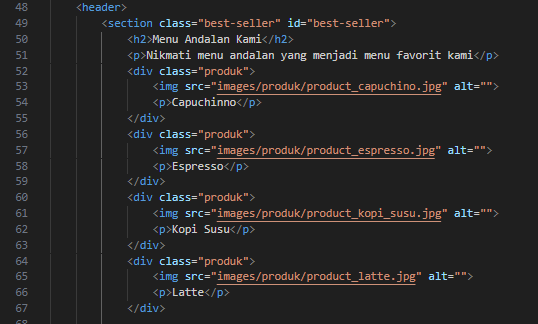 48 <header>
49 <section class="best-seller" id="best-seller">
50 <h2>Menu Andalan Kami</h2>
51 <p>Nikmati menu andalan yang menjadi menu favorit kami</p>
52 <div class="produk">
53 <img src="images/produk/product_capuchino.jpg" alt="">
54 <p>Capuchinno</p>
55 </div>
56 <div class="produk">
57 <img src="images/produk/product_espresso.jpg" alt="">
58 <p>Espresso</p>
59 </div>
60 <div class="produk">
61 <img src="images/produk/product_kopi_susu.jpg" alt="">
62 <p>Kopi Susu</p>
63 </div>
64 <div class="produk">
65 <img src="images/produk/product_latte.jpg" alt="">
66 <p>Latte</p>
67 </div>
68